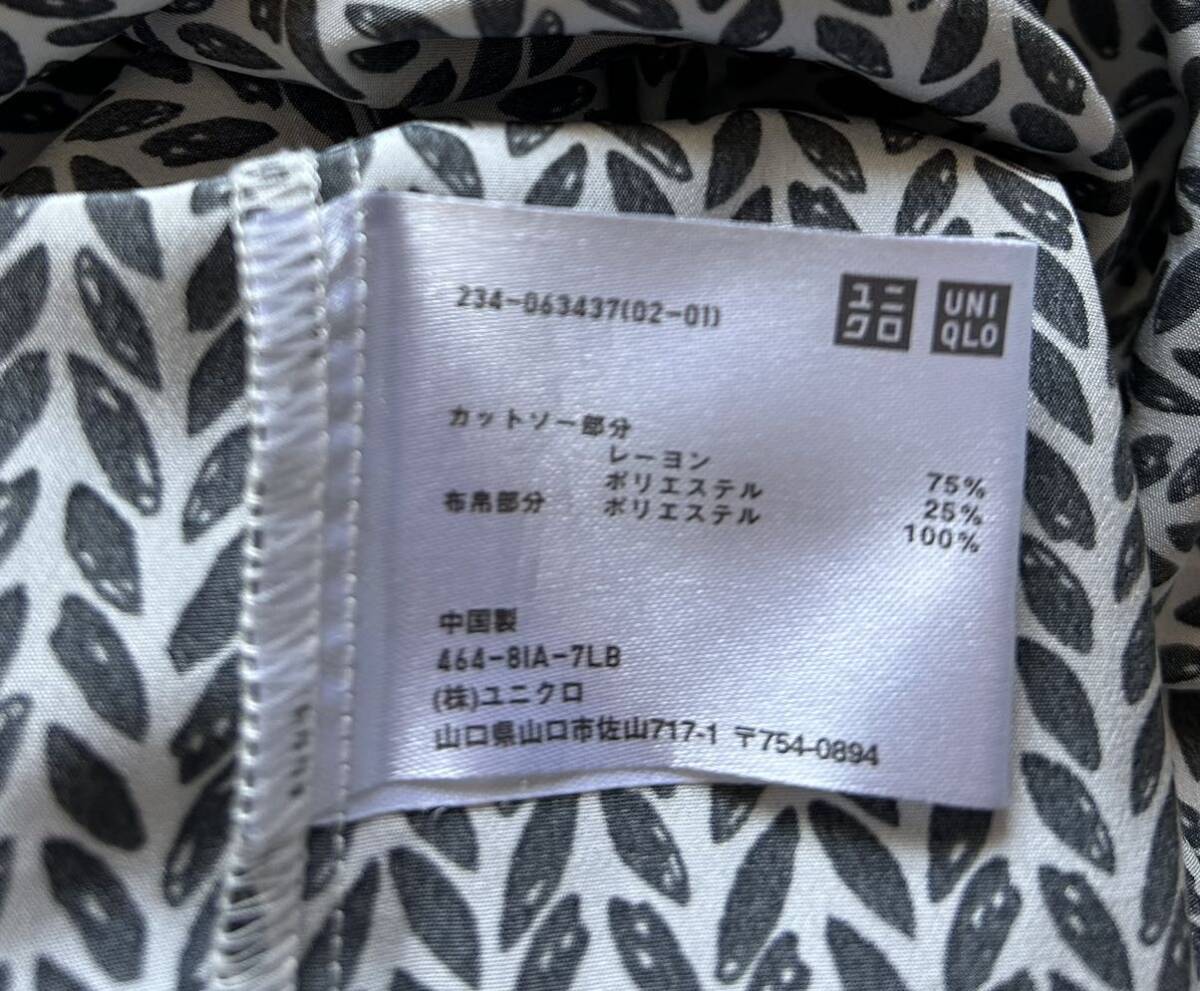 234-063437(02-01)
ユニ
クロ
UNI
QLO
カットソー部分
レーヨン 75%
ポリエステル 25%
布帛部分 ポリエステル 100%
中国製
464-8IA-7LB
(株)ユニクロ
山口県山口市佐山717-1 〒754-0894